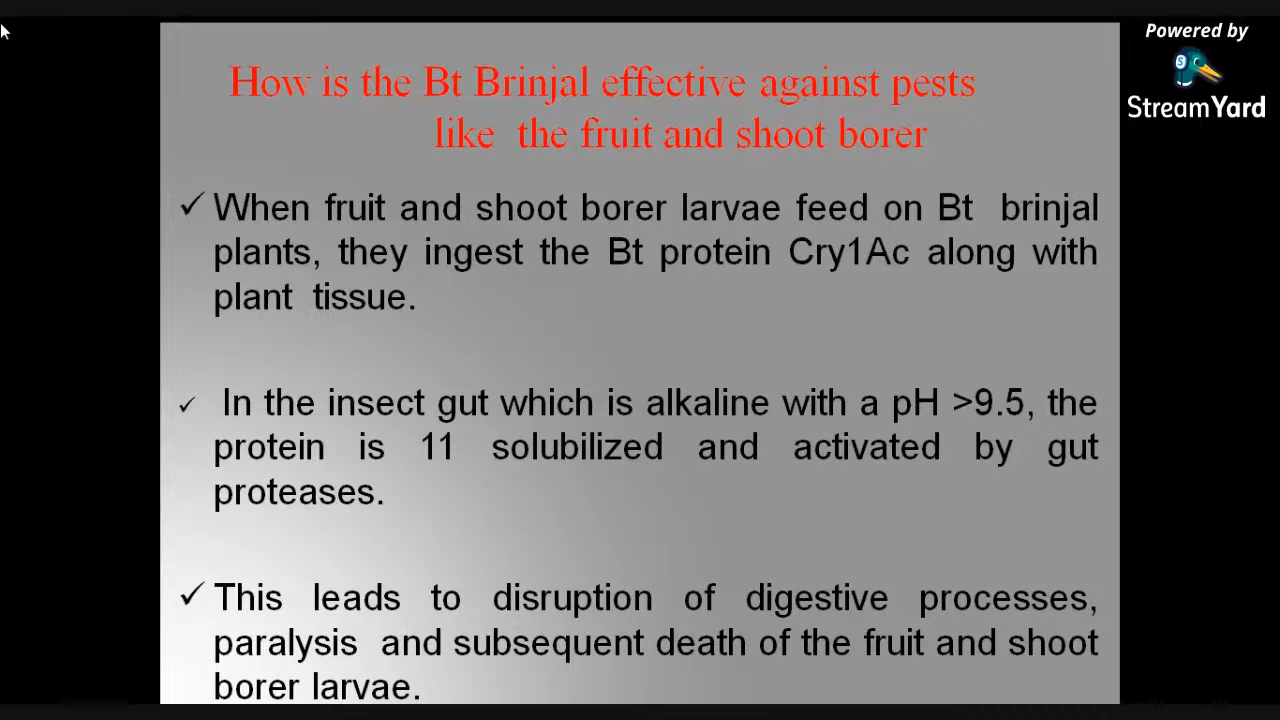 Powered by
StreamYard
How is the Bt Brinjal effective against pests
like the fruit and shoot borer
✓ When fruit and shoot borer larvae feed on Bt brinjal
plants, they ingest the Bt protein Cry1Ac along with
plant tissue.
✓ In the insect gut which is alkaline with a pH >9.5, the
protein is 11 solubilized and activated by gut
proteases.
✓ This leads to disruption of digestive processes,
paralysis and subsequent death of the fruit and shoot
borer larvae.